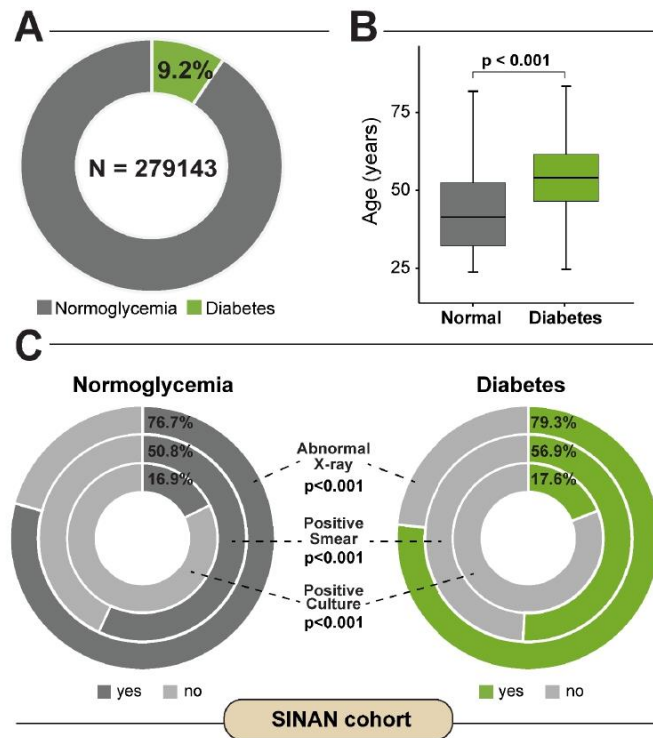 A
9.2%
N = 279143
Normoglycemia Diabetes
B
p < 0.001
Age (years)
75
50
25
Normal Diabetes
C
Normoglycemia Diabetes
76.7%
50.8%
16.9%
Abnormal
X-ray
p<0.001
Positive
Smear
p<0.001
Positive
Culture
p<0.001
79.3%
56.9%
17.6%
yes no
yes no
SINAN cohort